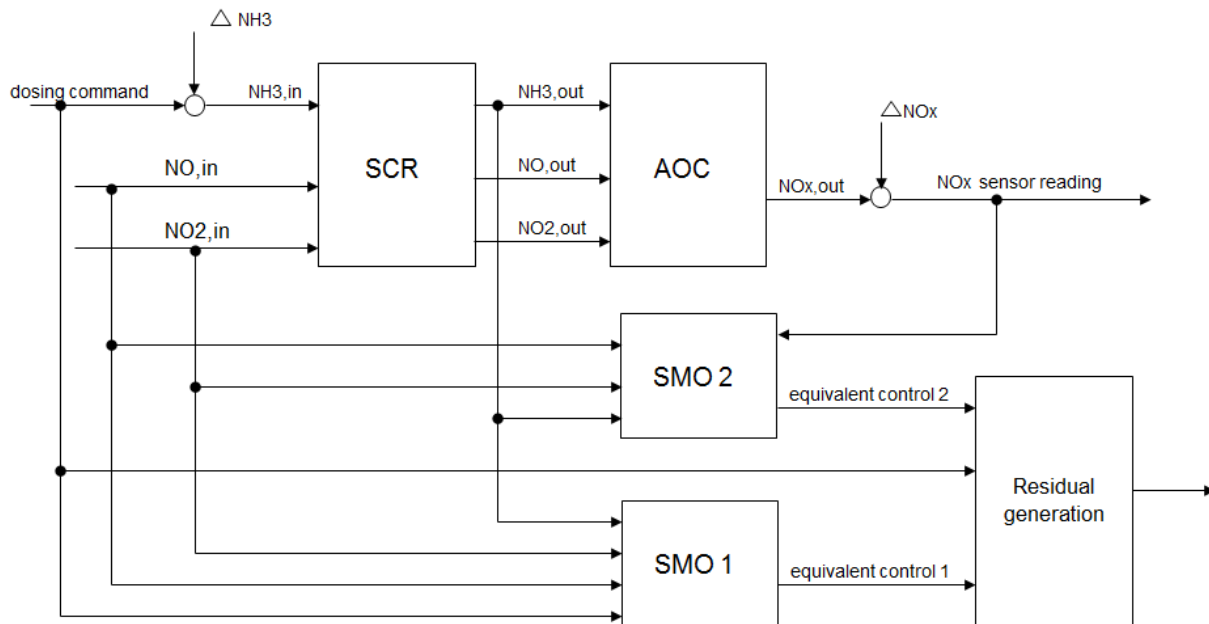 △ NH3
dosing command
NH3,in
NH3,out
△NOx
SCR
AOC
NO,in
NO,out
NOx,out
NOx sensor reading
NO2,in
NO2,out
SMO 2
equivalent control 2
Residual
generation
SMO 1
equivalent control 1